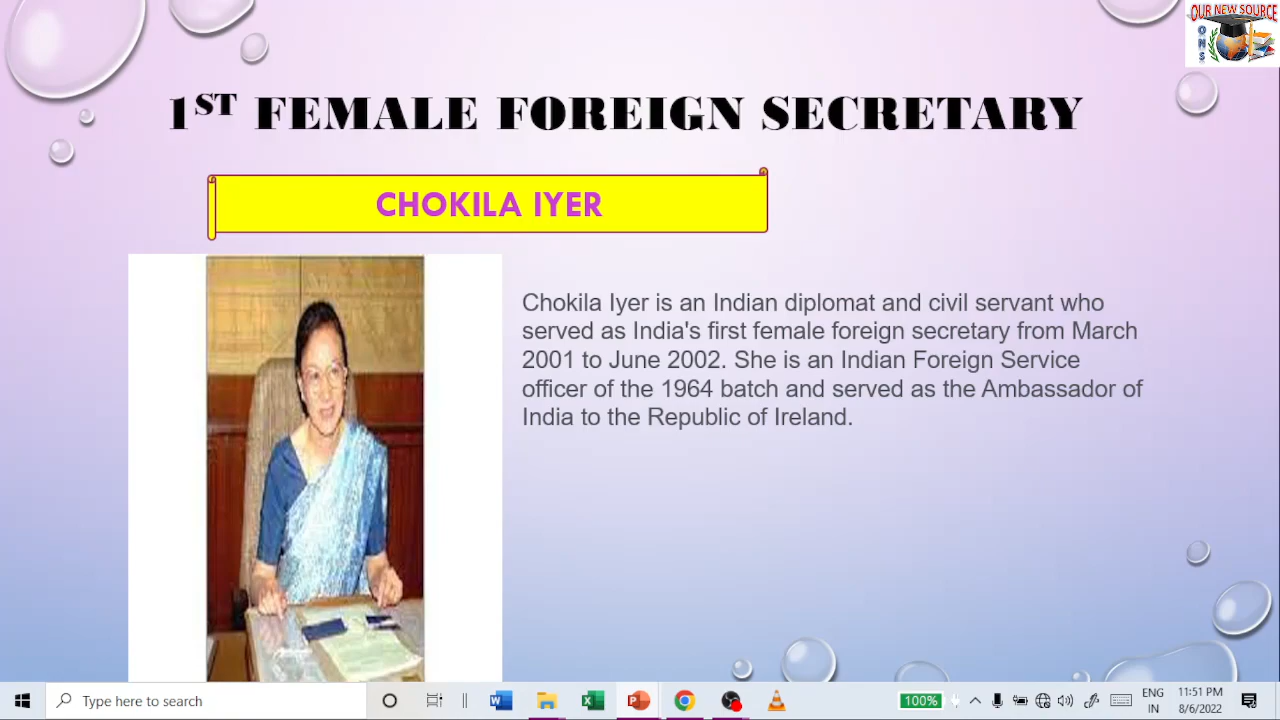 OUR NEW SOURCE
ONS
1ST FEMALE FOREIGN SECRETARY
CHOKILA IYER
Chokila Iyer is an Indian diplomat and civil servant who
served as India's first female foreign secretary from March
2001 to June 2002. She is an Indian Foreign Service
officer of the 1964 batch and served as the Ambassador of
India to the Republic of Ireland.
Type here to search
100%
ENG
IN
11:51 PM
8/6/2022